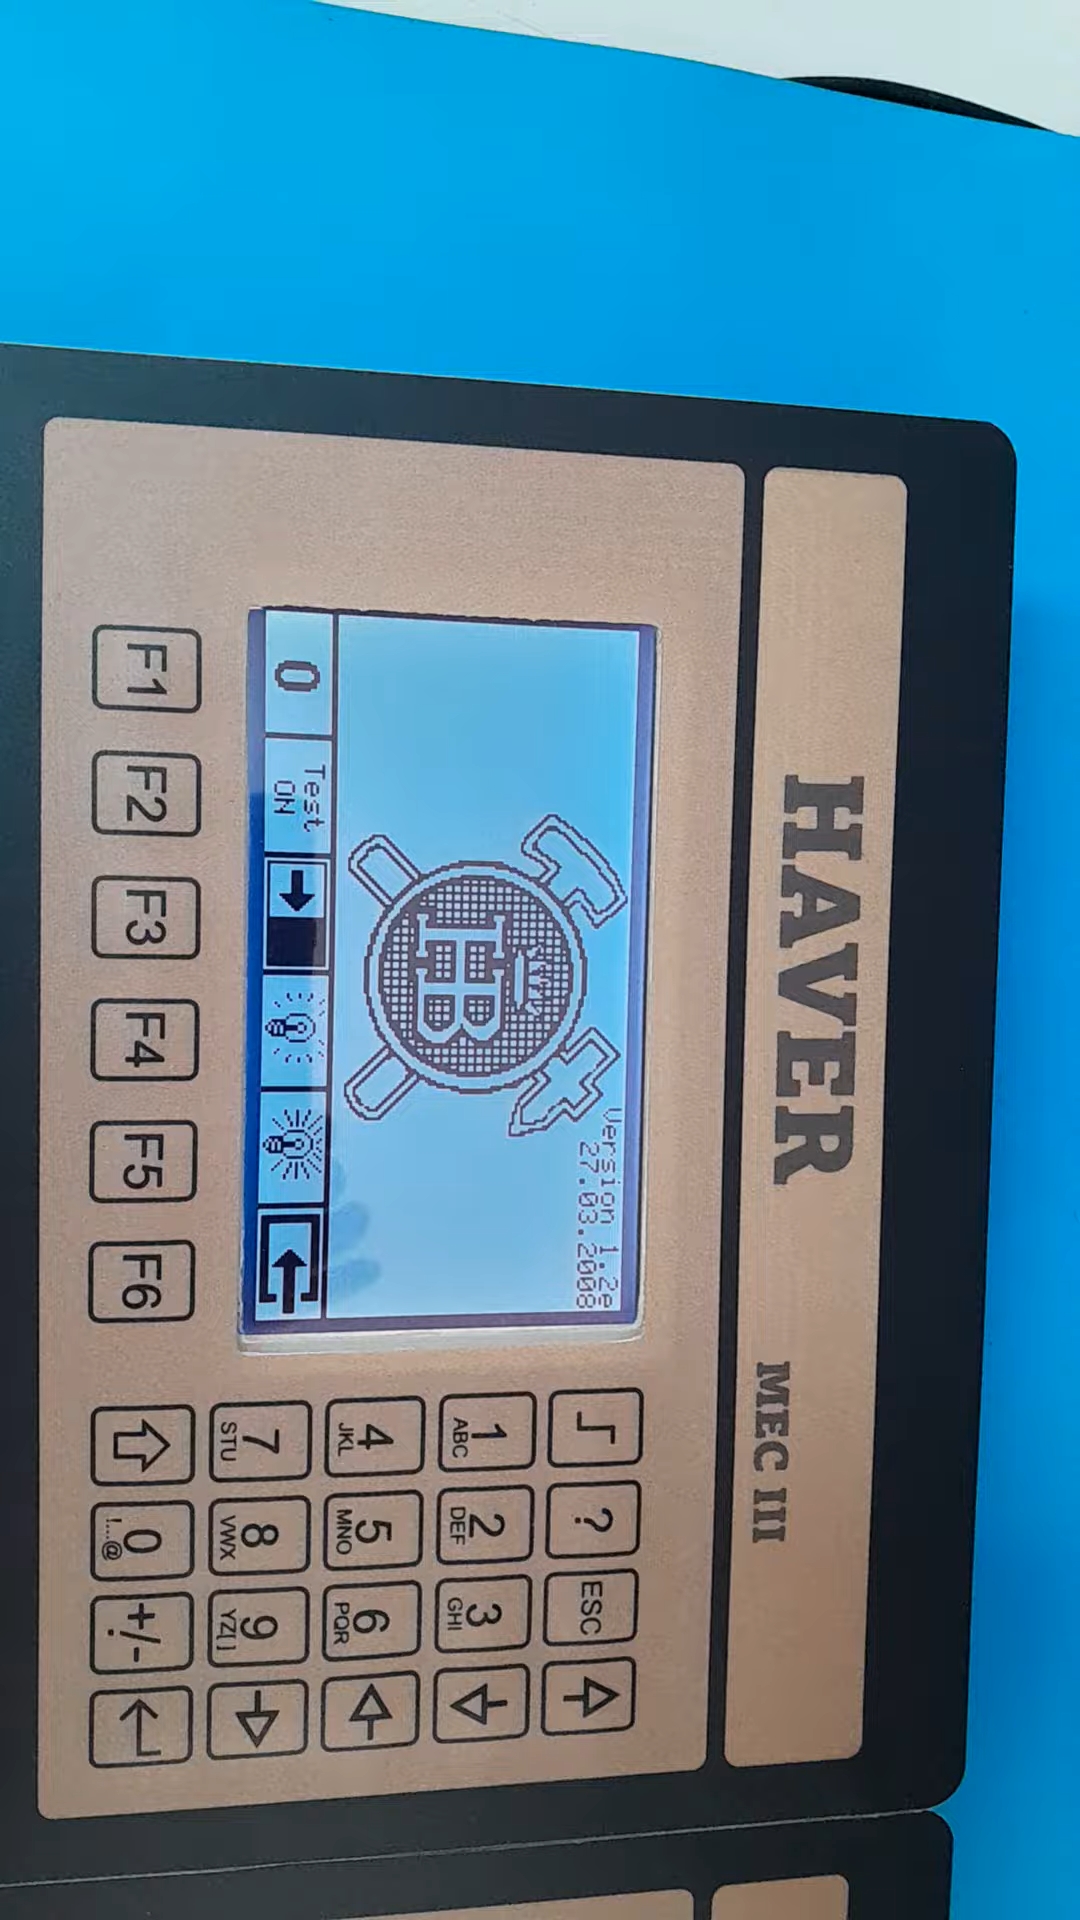 HAVER
MEC III
Version 1.2e
27.03.2008
HB
0
Test
ON
F1
F2
F3
F4
F5
F6
?
ESC
1
ABC
2
DEF
3
GHI
4
JKL
5
MNO
6
PQR
7
STU
8
VWX
9
YZ[]
0
!...@
+/-